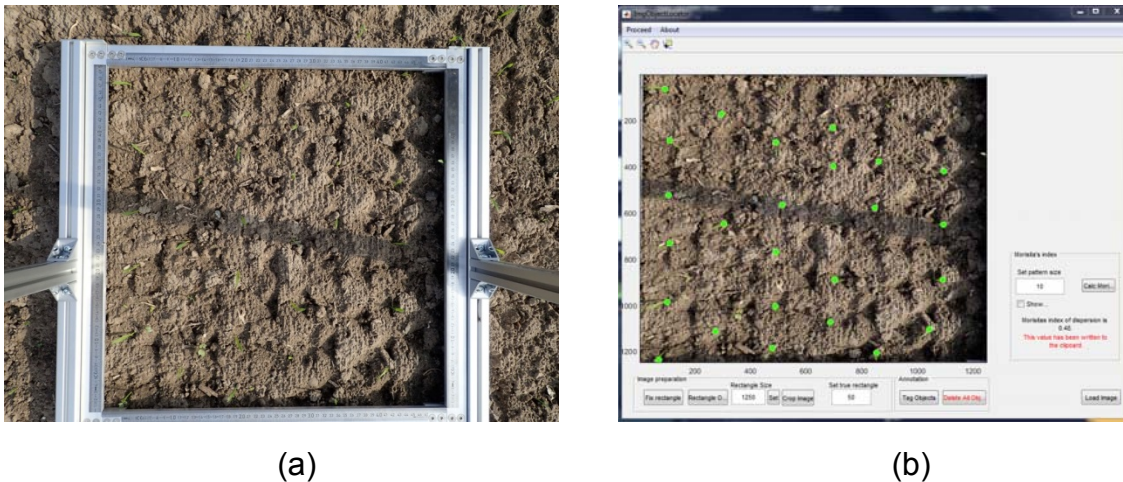 ImgObjectLocator
Proceed About
200
400
600
800
1000
1200
200 400 600 800 1000 1200
Morisita's index
Set pattern size
10
Calc Mori...
Show...
Morisitas index of dispersion is
0.40.
This value has been written to
the clipbard
Image preparation
Annotation
Rectangle Size
Set true rectangle
Fix rectangle
Rectangle O...
1250
Set
Crop image
50
Tag Objects
Delete All Obj...
Load Image
(a)
(b)